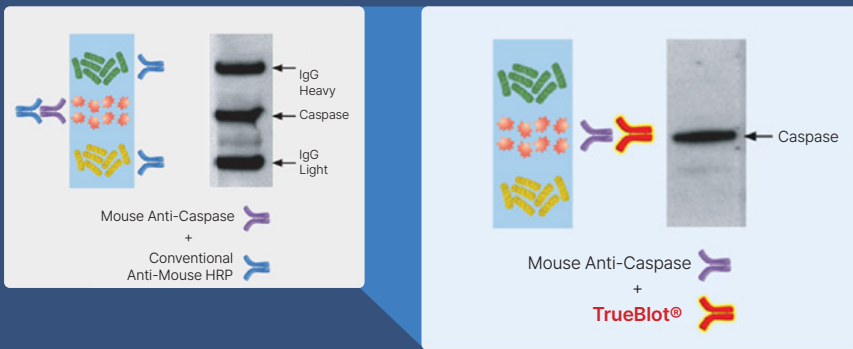 IgG
Heavy
Caspase
IgG
Light
Mouse Anti-Caspase
+
Conventional
Anti-Mouse HRP
Caspase
Mouse Anti-Caspase
+
TrueBlot®